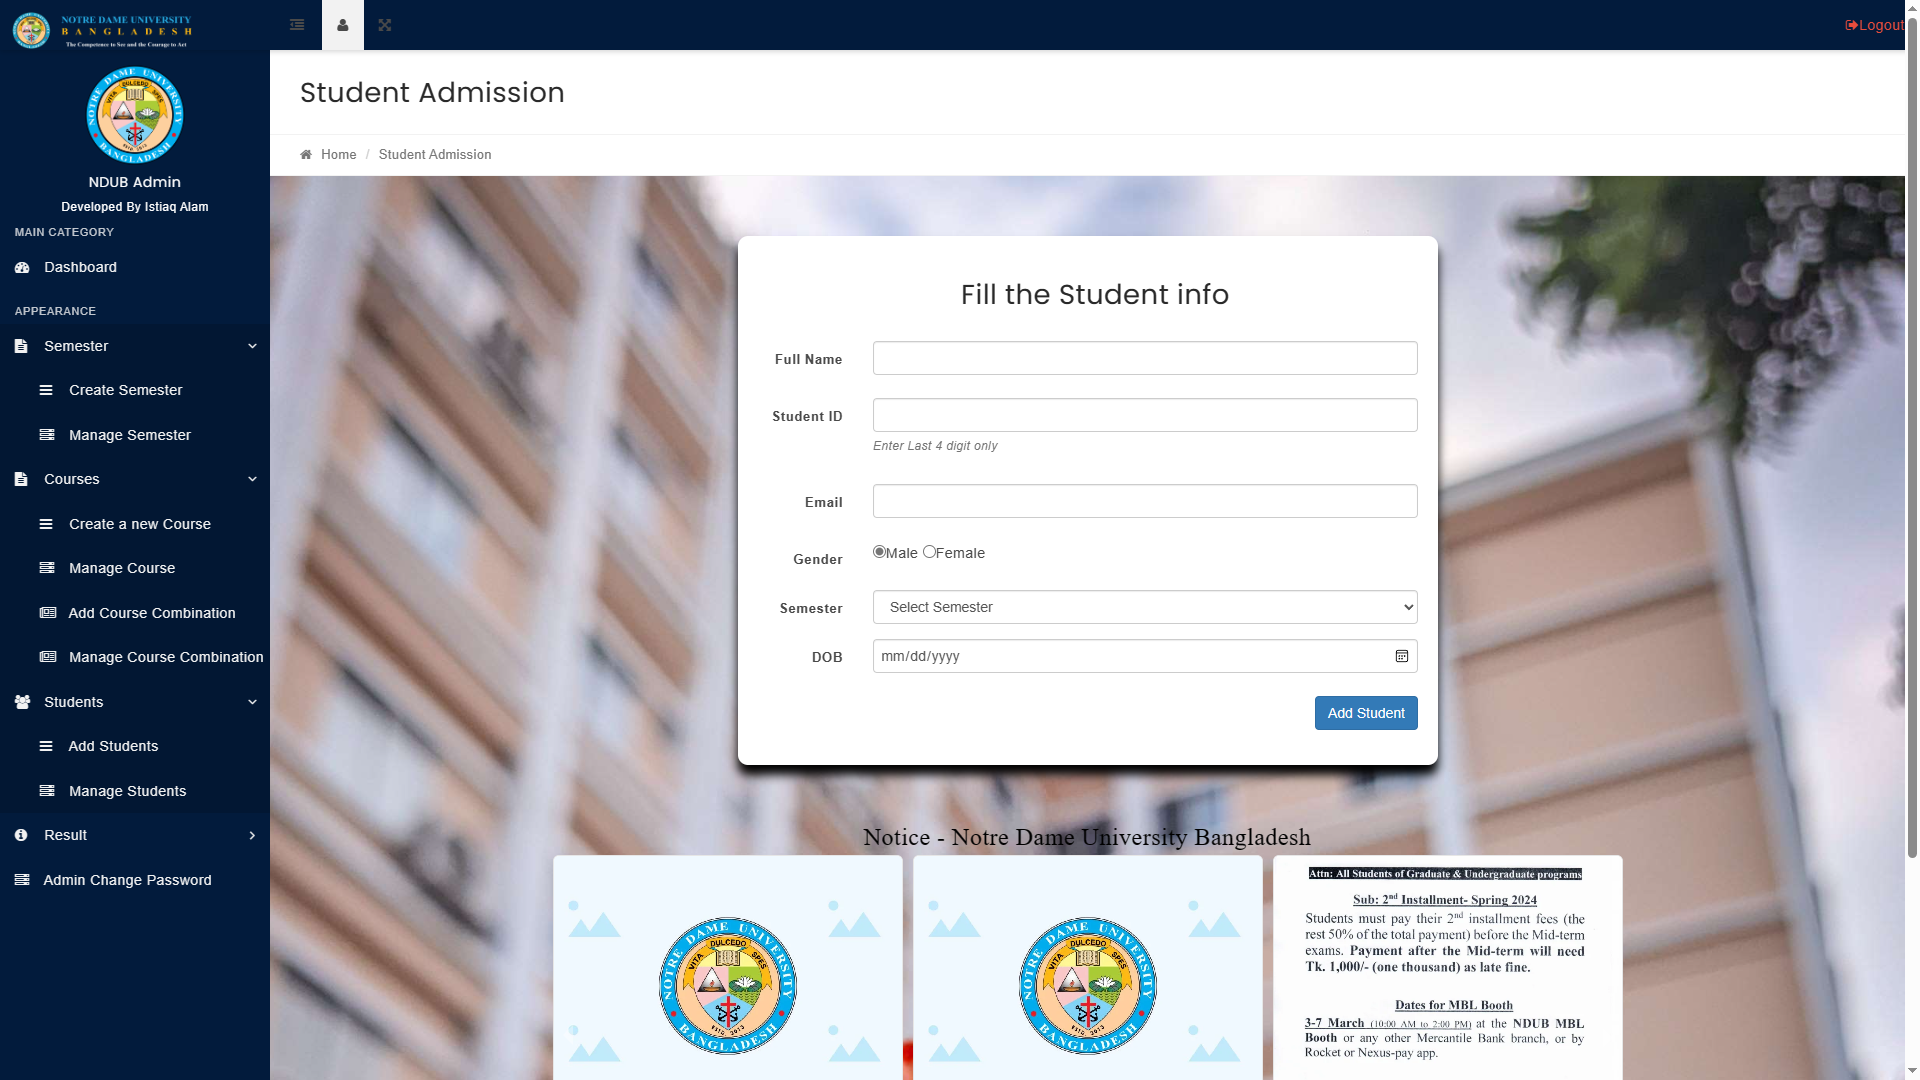 NOTRE DAME UNIVERSITY
BANGLADESH
The Competence to See and the Courage to Act
Logout
NOTRE DAME UNIVERSITY
BANGLADESH
VITA DULCEDO SPES
ESTD. 2013
NDUB Admin
Developed By Istiaq Alam
MAIN CATEGORY
Dashboard
APPEARANCE
Semester
Create Semester
Manage Semester
Courses
Create a new Course
Manage Course
Add Course Combination
Manage Course Combination
Students
Add Students
Manage Students
Result
Admin Change Password
Student Admission
Home / Student Admission
Fill the Student info
Full Name
Student ID
Enter Last 4 digit only
Email
Gender
Male Female
Semester
Select Semester
DOB
mm/dd/yyyy
Add Student
Notice - Notre Dame University Bangladesh
NOTRE DAME UNIVERSITY
BANGLADESH
VITA DULCEDO SPES
ESTD. 2013
NOTRE DAME UNIVERSITY
BANGLADESH
VITA DULCEDO SPES
ESTD. 2013
Attn: All Students of Graduate & Undergraduate programs
Sub: 2nd Installment- Spring 2024
Students must pay their 2nd installment fees (the
rest 50% of the total payment) before the Mid-term
exams. Payment after the Mid-term will need
Tk. 1,000/- (one thousand) as late fine.
Dates for MBL Booth
3-7 March (10:00 AM to 2:00 PM) at the NDUB MBL
Booth or any other Mercantile Bank branch, or by
Rocket or Nexus-pay app.